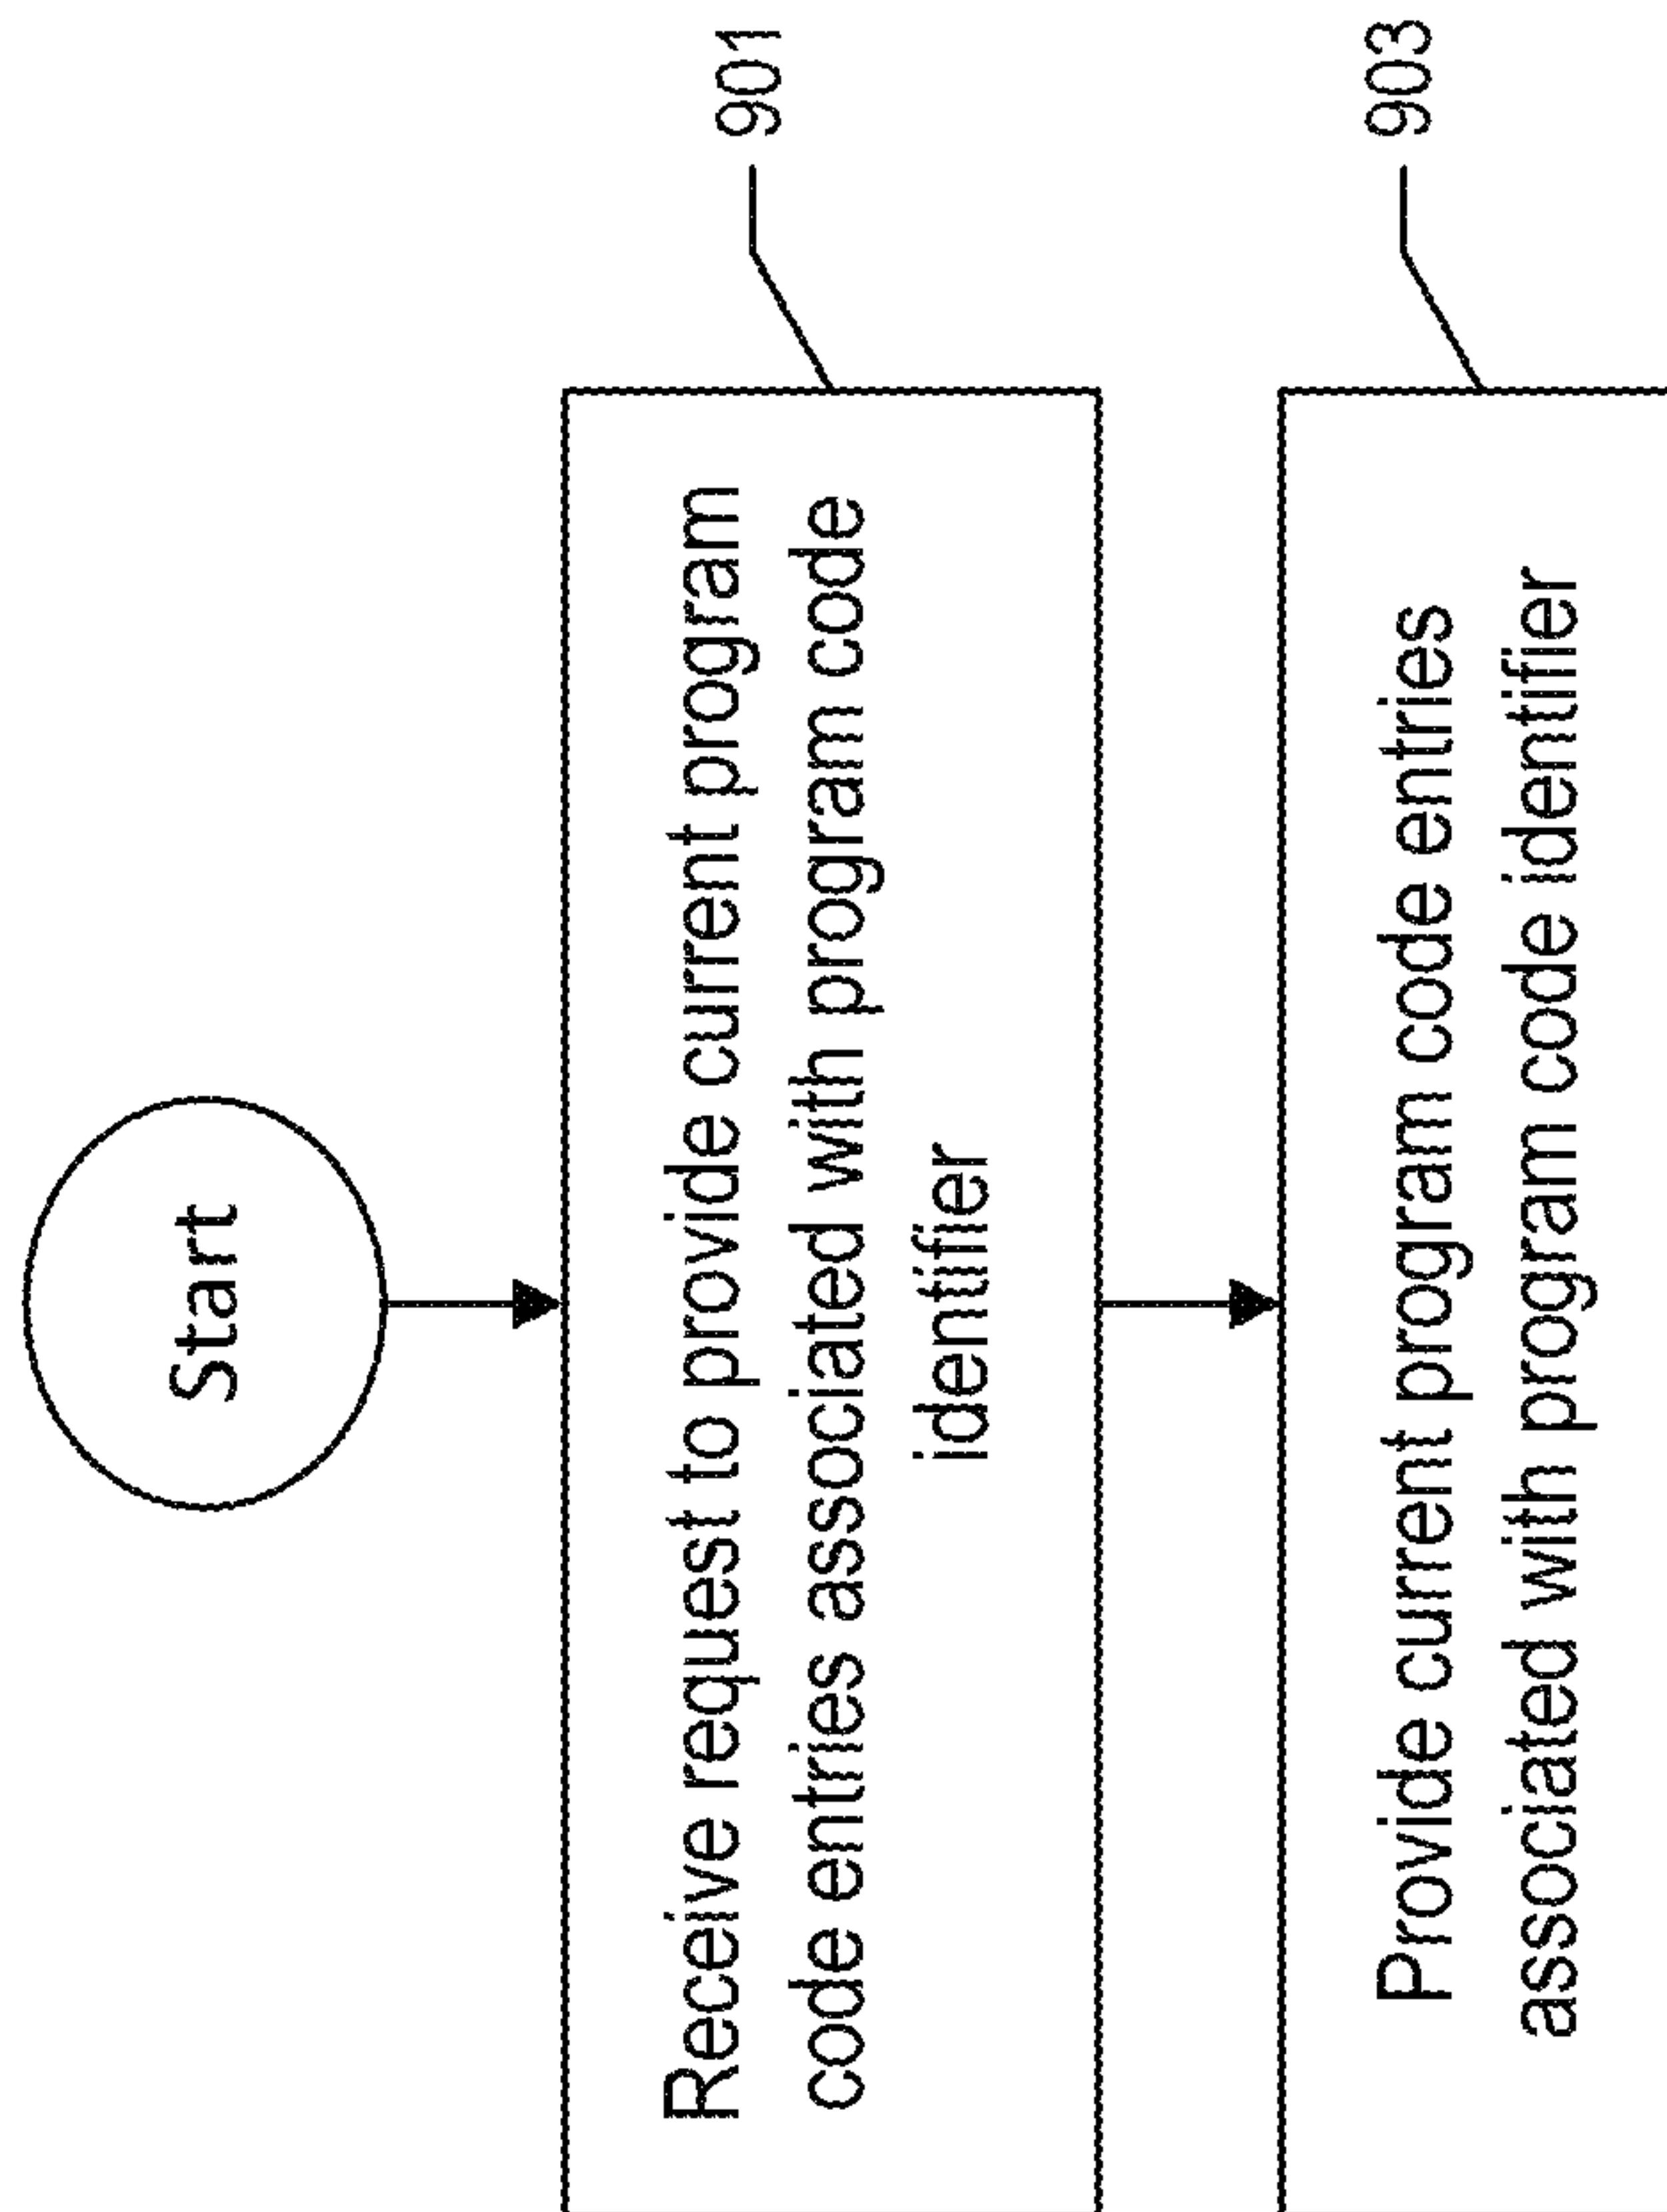 Start
Receive request to provide current program
code entries associated with program code
identifier
901
Provide current program code entries
associated with program code identifier
903